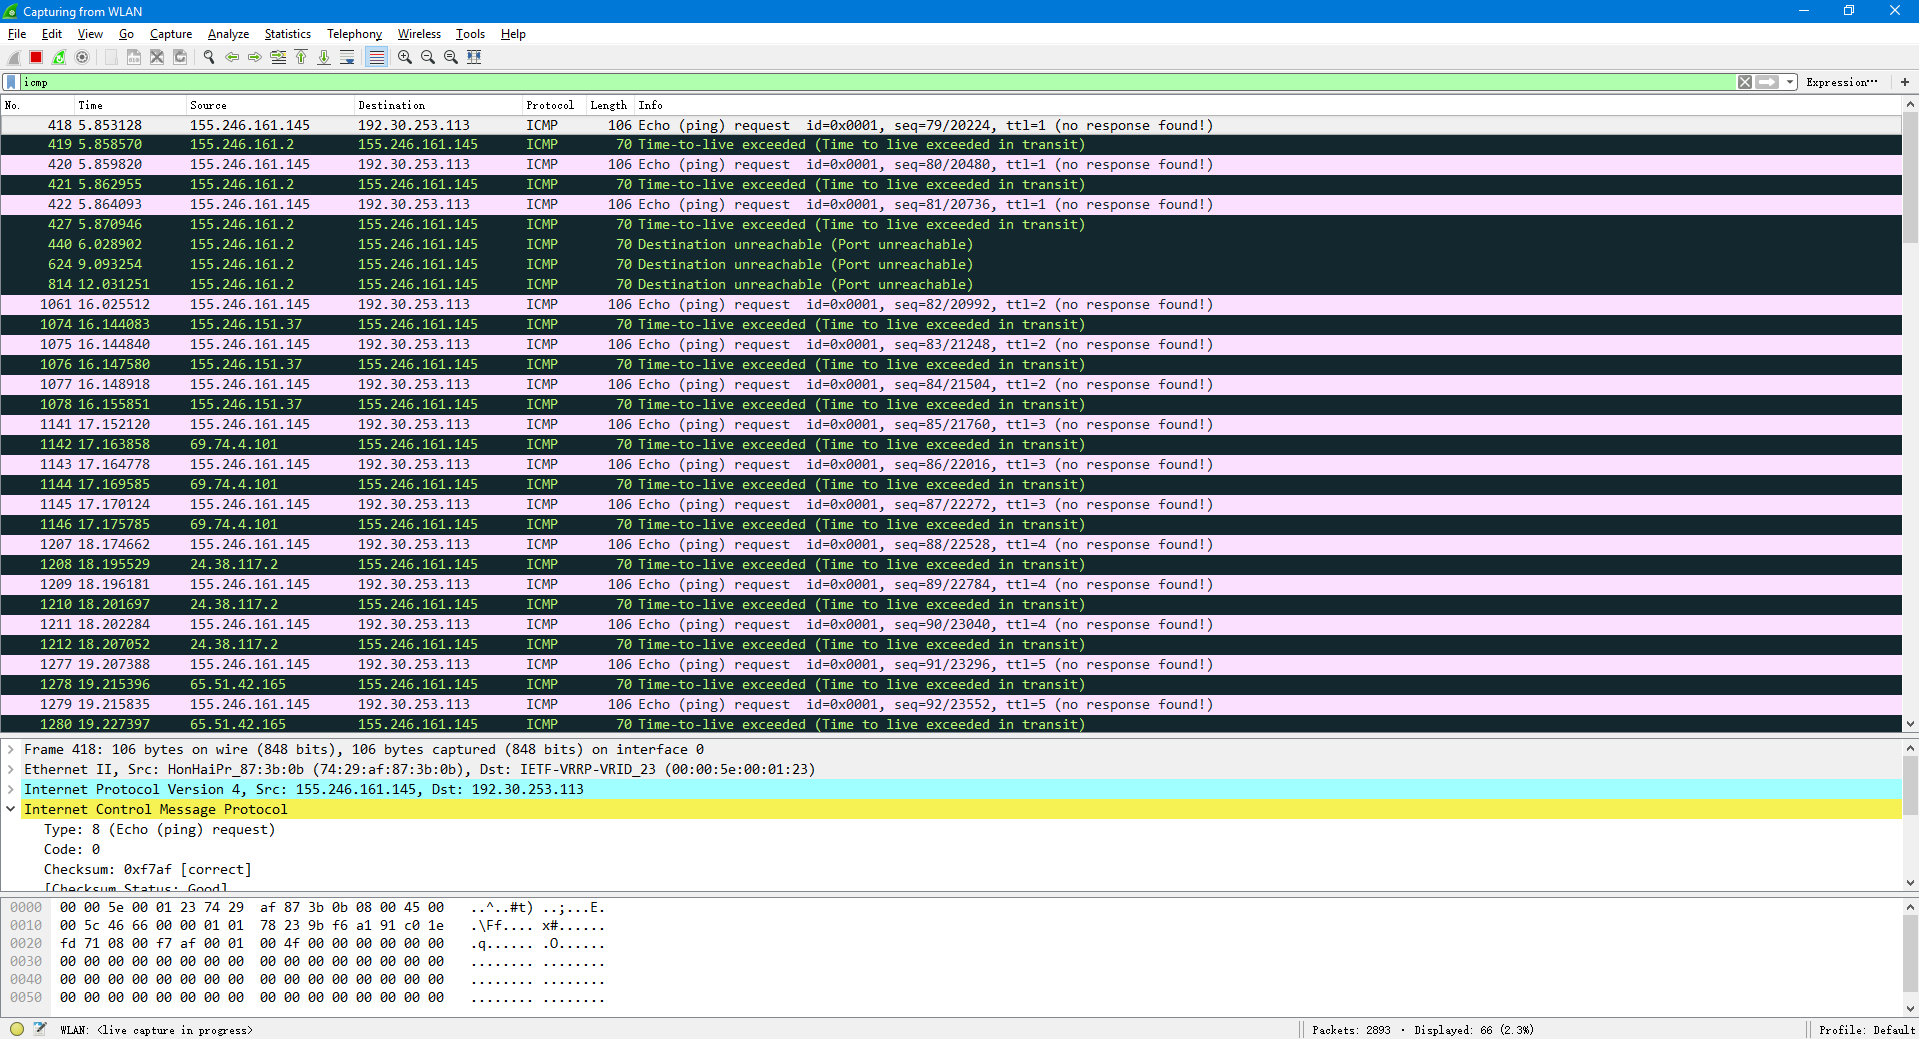 Capturing from WLAN
File Edit View Go Capture Analyze Statistics Telephony Wireless Tools Help
icmp Expression… +
No. Time Source Destination Protocol Length Info
418 5.853128 155.246.161.145 192.30.253.113 ICMP 106 Echo (ping) request id=0x0001, seq=79/20224, ttl=1 (no response found!)
419 5.858570 155.246.161.2 155.246.161.145 ICMP 70 Time-to-live exceeded (Time to live exceeded in transit)
420 5.859820 155.246.161.145 192.30.253.113 ICMP 106 Echo (ping) request id=0x0001, seq=80/20480, ttl=1 (no response found!)
421 5.862955 155.246.161.2 155.246.161.145 ICMP 70 Time-to-live exceeded (Time to live exceeded in transit)
422 5.864093 155.246.161.145 192.30.253.113 ICMP 106 Echo (ping) request id=0x0001, seq=81/20736, ttl=1 (no response found!)
427 5.870946 155.246.161.2 155.246.161.145 ICMP 70 Time-to-live exceeded (Time to live exceeded in transit)
440 6.028902 155.246.161.2 155.246.161.145 ICMP 70 Destination unreachable (Port unreachable)
624 9.093254 155.246.161.2 155.246.161.145 ICMP 70 Destination unreachable (Port unreachable)
814 12.031251 155.246.161.2 155.246.161.145 ICMP 70 Destination unreachable (Port unreachable)
1061 16.025512 155.246.161.145 192.30.253.113 ICMP 106 Echo (ping) request id=0x0001, seq=82/20992, ttl=2 (no response found!)
1074 16.144083 155.246.151.37 155.246.161.145 ICMP 70 Time-to-live exceeded (Time to live exceeded in transit)
1075 16.144840 155.246.161.145 192.30.253.113 ICMP 106 Echo (ping) request id=0x0001, seq=83/21248, ttl=2 (no response found!)
1076 16.147580 155.246.151.37 155.246.161.145 ICMP 70 Time-to-live exceeded (Time to live exceeded in transit)
1077 16.148918 155.246.161.145 192.30.253.113 ICMP 106 Echo (ping) request id=0x0001, seq=84/21504, ttl=2 (no response found!)
1078 16.155851 155.246.151.37 155.246.161.145 ICMP 70 Time-to-live exceeded (Time to live exceeded in transit)
1141 17.152120 155.246.161.145 192.30.253.113 ICMP 106 Echo (ping) request id=0x0001, seq=85/21760, ttl=3 (no response found!)
1142 17.163858 69.74.4.101 155.246.161.145 ICMP 70 Time-to-live exceeded (Time to live exceeded in transit)
1143 17.164778 155.246.161.145 192.30.253.113 ICMP 106 Echo (ping) request id=0x0001, seq=86/22016, ttl=3 (no response found!)
1144 17.169585 69.74.4.101 155.246.161.145 ICMP 70 Time-to-live exceeded (Time to live exceeded in transit)
1145 17.170124 155.246.161.145 192.30.253.113 ICMP 106 Echo (ping) request id=0x0001, seq=87/22272, ttl=3 (no response found!)
1146 17.175785 69.74.4.101 155.246.161.145 ICMP 70 Time-to-live exceeded (Time to live exceeded in transit)
1207 18.174662 155.246.161.145 192.30.253.113 ICMP 106 Echo (ping) request id=0x0001, seq=88/22528, ttl=4 (no response found!)
1208 18.195529 24.38.117.2 155.246.161.145 ICMP 70 Time-to-live exceeded (Time to live exceeded in transit)
1209 18.196181 155.246.161.145 192.30.253.113 ICMP 106 Echo (ping) request id=0x0001, seq=89/22784, ttl=4 (no response found!)
1210 18.201697 24.38.117.2 155.246.161.145 ICMP 70 Time-to-live exceeded (Time to live exceeded in transit)
1211 18.202284 155.246.161.145 192.30.253.113 ICMP 106 Echo (ping) request id=0x0001, seq=90/23040, ttl=4 (no response found!)
1212 18.207052 24.38.117.2 155.246.161.145 ICMP 70 Time-to-live exceeded (Time to live exceeded in transit)
1277 19.207388 155.246.161.145 192.30.253.113 ICMP 106 Echo (ping) request id=0x0001, seq=91/23296, ttl=5 (no response found!)
1278 19.215396 65.51.42.165 155.246.161.145 ICMP 70 Time-to-live exceeded (Time to live exceeded in transit)
1279 19.215835 155.246.161.145 192.30.253.113 ICMP 106 Echo (ping) request id=0x0001, seq=92/23552, ttl=5 (no response found!)
1280 19.227397 65.51.42.165 155.246.161.145 ICMP 70 Time-to-live exceeded (Time to live exceeded in transit)
Frame 418: 106 bytes on wire (848 bits), 106 bytes captured (848 bits) on interface 0
Ethernet II, Src: HonHaiPr_87:3b:0b (74:29:af:87:3b:0b), Dst: IETF-VRRP-VRID_23 (00:00:5e:00:01:23)
Internet Protocol Version 4, Src: 155.246.161.145, Dst: 192.30.253.113
Internet Control Message Protocol
Type: 8 (Echo (ping) request)
Code: 0
Checksum: 0xf7af [correct]
[Checksum Status: Good]
0000 00 00 5e 00 01 23 74 29 af 87 3b 0b 08 00 45 00 ..^..#t) ..;...E.
0010 00 5c 46 66 00 00 01 01 78 23 9b f6 a1 91 c0 1e .\Ff.... x#......
0020 fd 71 08 00 f7 af 00 01 00 4f 00 00 00 00 00 00 .q...... .O......
0030 00 00 00 00 00 00 00 00 00 00 00 00 00 00 00 00 ........ ........
0040 00 00 00 00 00 00 00 00 00 00 00 00 00 00 00 00 ........ ........
0050 00 00 00 00 00 00 00 00 00 00 00 00 00 00 00 00 ........ ........
WLAN: <live capture in progress> Packets: 2893 · Displayed: 66 (2.3%) Profile: Default